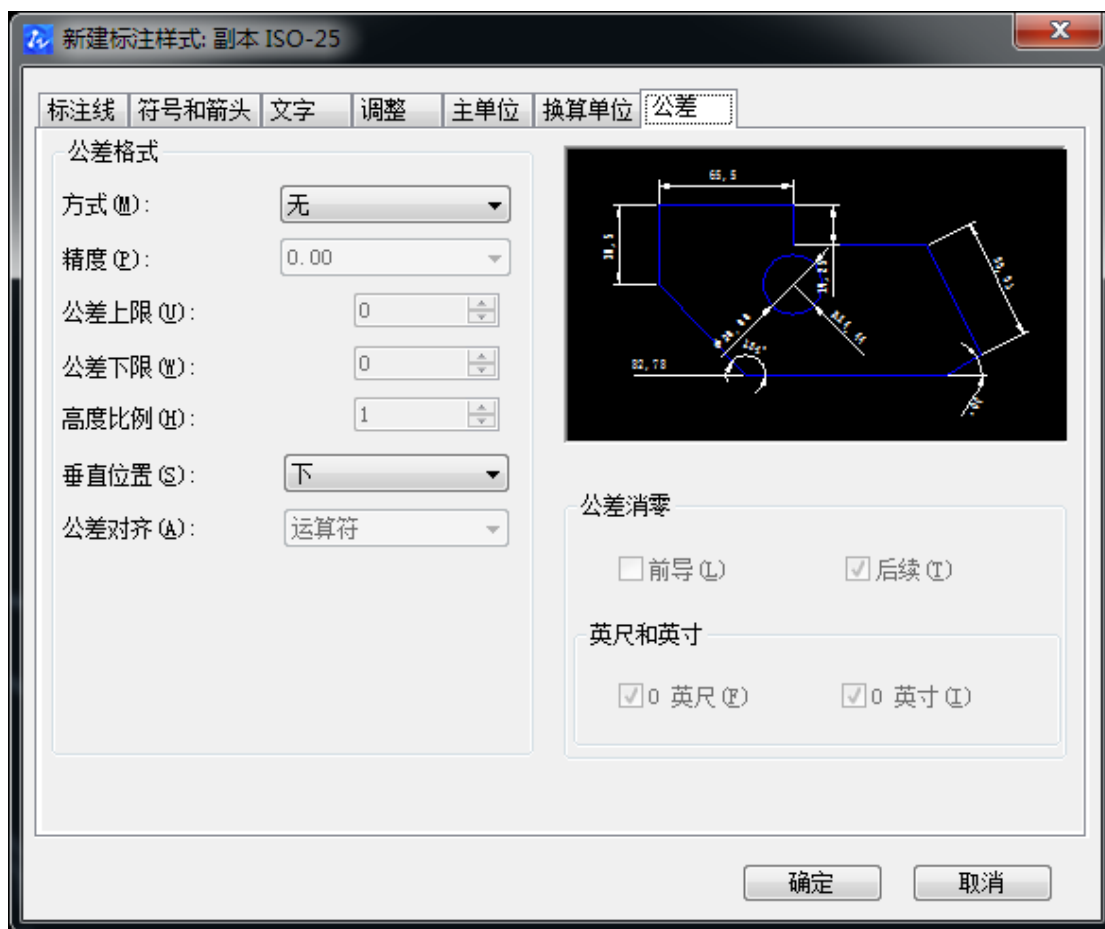 新建标注样式: 副本 ISO-25
标注线 符号和箭头 文字 调整 主单位 换算单位 公差
公差格式
方式(M): 无
精度(P): 0.00
公差上限(U): 0
公差下限(W): 0
高度比例(H): 1
垂直位置(S): 下
公差对齐(A): 运算符
65,5
82,78
公差消零
前导(L) 后续(T)
英尺和英寸
0 英尺(F) 0 英寸(I)
确定 取消